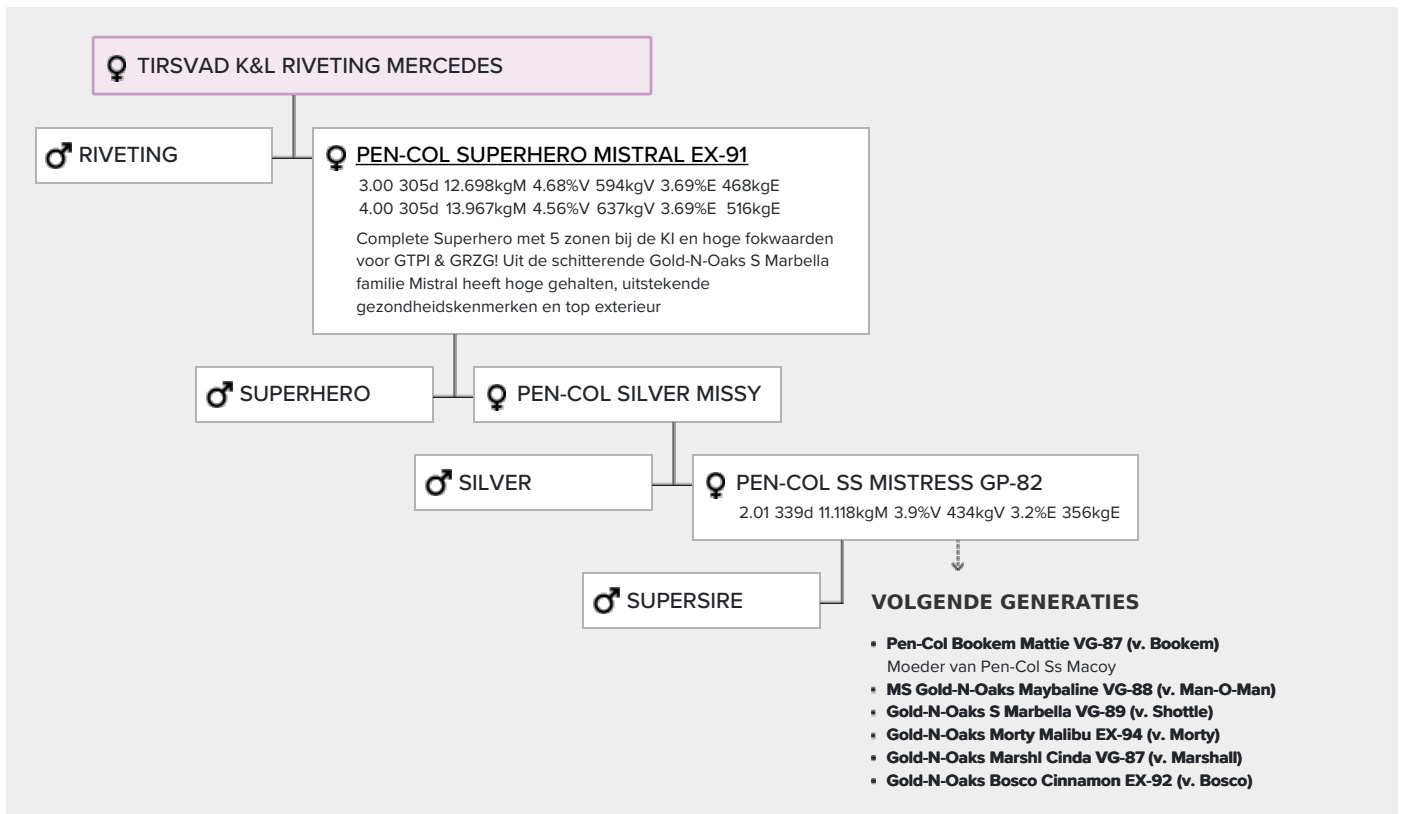 TIRSVAD K&L RIVETING MERCEDES
RIVETING
PEN-COL SUPERHERO MISTRAL EX-91
3.00 305d 12.698kgM 4.68%V 594kgV 3.69%E 468kgE
4.00 305d 13.967kgM 4.56%V 637kgV 3.69%E 516kgE
Complete Superhero met 5 zonen bij de KI en hoge fokwaarden
voor GTPI & GRZG! Uit de schitterende Gold-N-Oaks S Marbella
familie Mistral heeft hoge gehalten, uitstekende
gezondheidskenmerken en top exterieur
SUPERHERO
PEN-COL SILVER MISSY
SILVER
PEN-COL SS MISTRESS GP-82
2.01 339d 11.118kgM 3.9%V 434kgV 3.2%E 356kgE
SUPERSIRE
VOLGENDE GENERATIES
Pen-Col Bookem Mattie VG-87 (v. Bookem)
Moeder van Pen-Col Ss Macoy
MS Gold-N-Oaks Maybaline VG-88 (v. Man-O-Man)
Gold-N-Oaks S Marbella VG-89 (v. Shottle)
Gold-N-Oaks Morty Malibu EX-94 (v. Morty)
Gold-N-Oaks Marshl Cinda VG-87 (v. Marshall)
Gold-N-Oaks Bosco Cinnamon EX-92 (v. Bosco)